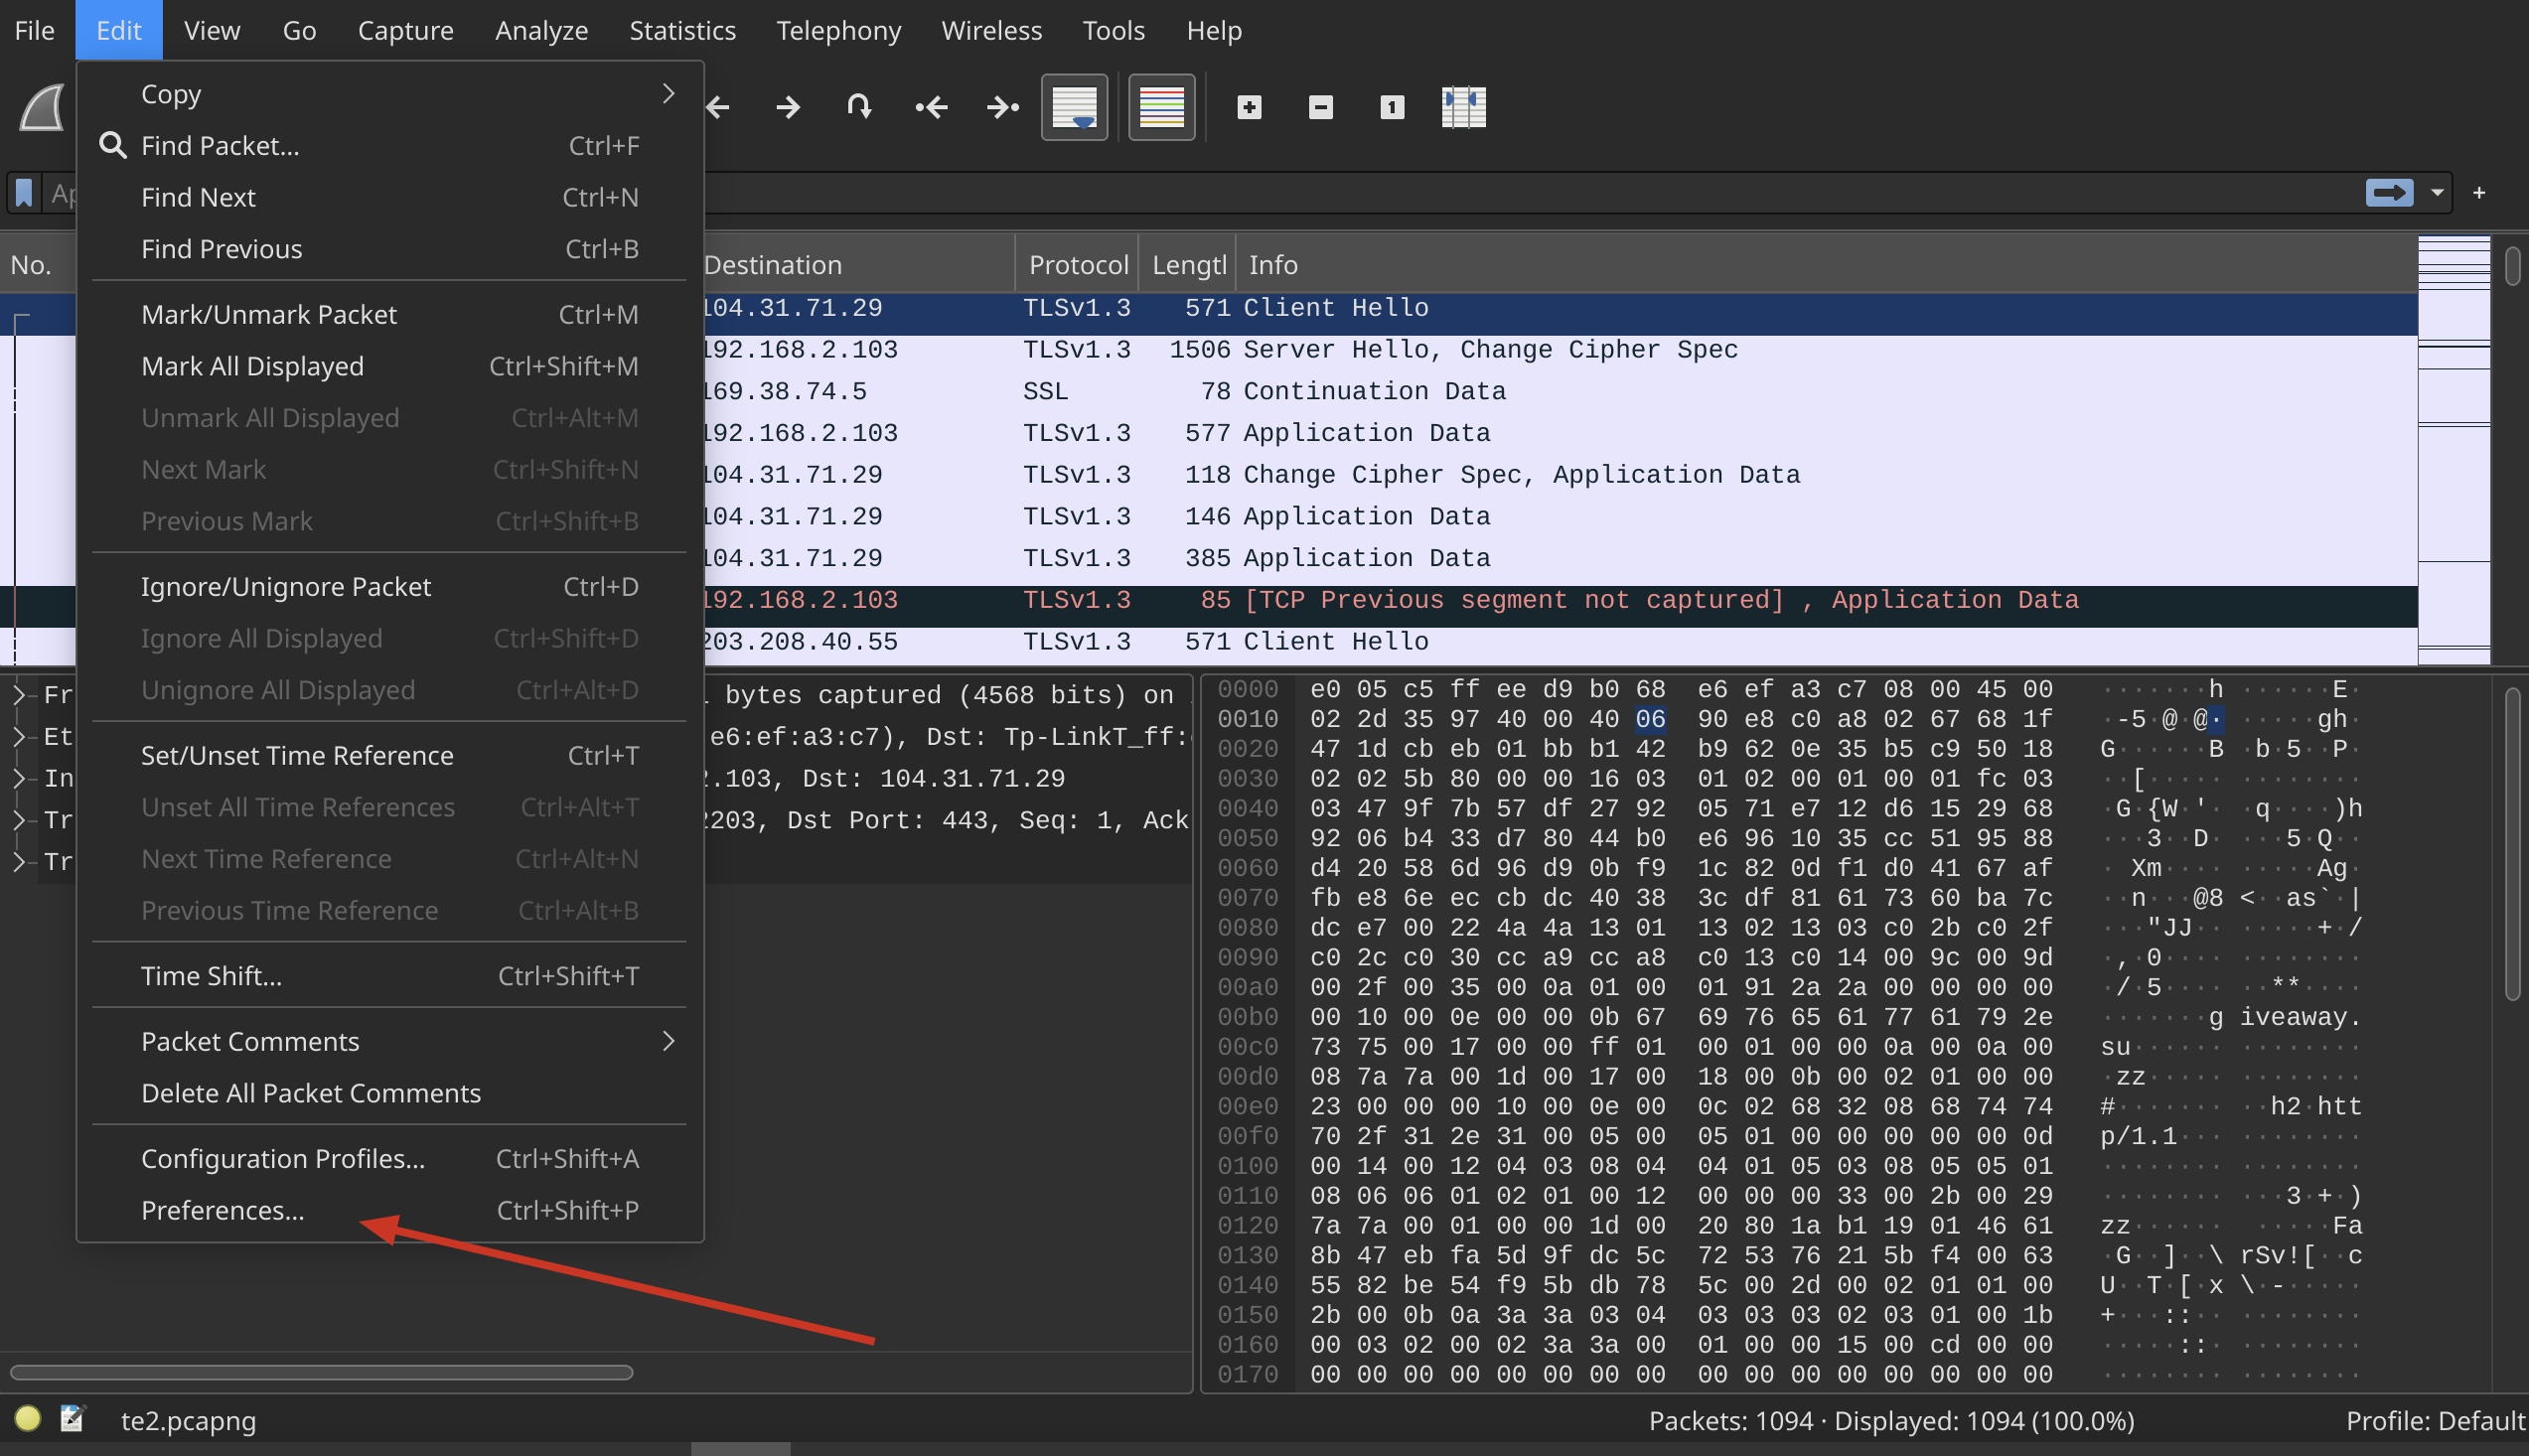 File Edit View Go Capture Analyze Statistics Telephony Wireless Tools Help
Copy
Find Packet... Ctrl+F
Find Next Ctrl+N
Find Previous Ctrl+B
Mark/Unmark Packet Ctrl+M
Mark All Displayed Ctrl+Shift+M
Unmark All Displayed Ctrl+Alt+M
Next Mark Ctrl+Shift+N
Previous Mark Ctrl+Shift+B
Ignore/Unignore Packet Ctrl+D
Ignore All Displayed Ctrl+Shift+D
Unignore All Displayed Ctrl+Alt+D
Set/Unset Time Reference Ctrl+T
Unset All Time References Ctrl+Alt+T
Next Time Reference Ctrl+Alt+N
Previous Time Reference Ctrl+Alt+B
Time Shift... Ctrl+Shift+T
Packet Comments
Delete All Packet Comments
Configuration Profiles... Ctrl+Shift+A
Preferences... Ctrl+Shift+P
Ap
No. Destination Protocol Lengtl Info
104.31.71.29 TLSv1.3 571 Client Hello
192.168.2.103 TLSv1.3 1506 Server Hello, Change Cipher Spec
169.38.74.5 SSL 78 Continuation Data
192.168.2.103 TLSv1.3 577 Application Data
104.31.71.29 TLSv1.3 118 Change Cipher Spec, Application Data
104.31.71.29 TLSv1.3 146 Application Data
104.31.71.29 TLSv1.3 385 Application Data
192.168.2.103 TLSv1.3 85 [TCP Previous segment not captured] , Application Data
203.208.40.55 TLSv1.3 571 Client Hello
Fr bytes captured (4568 bits) on
Et e6:ef:a3:c7), Dst: Tp-LinkT_ff:
In .103, Dst: 104.31.71.29
Tr 2203, Dst Port: 443, Seq: 1, Ack
Tr
0000 e0 05 c5 ff ee d9 b0 68 e6 ef a3 c7 08 00 45 00 ·······h ······E·
0010 02 2d 35 97 40 00 40 06 90 e8 c0 a8 02 67 68 1f ·-5·@·@· ·····gh·
0020 47 1d cb eb 01 bb b1 42 b9 62 0e 35 b5 c9 50 18 G······B ·b·5··P·
0030 02 02 5b 80 00 00 16 03 01 02 00 01 00 01 fc 03 ··[····· ········
0040 03 47 9f 7b 57 df 27 92 05 71 e7 12 d6 15 29 68 ·G·{W·'· ·q····)h
0050 92 06 b4 33 d7 80 44 b0 e6 96 10 35 cc 51 95 88 ···3··D· ···5·Q··
0060 d4 20 58 6d 96 d9 0b f9 1c 82 0d f1 d0 41 67 af · Xm···· ·····Ag·
0070 fb e8 6e ec cb dc 40 38 3c df 81 61 73 60 ba 7c ··n···@8 <··as`·|
0080 dc e7 00 22 4a 4a 13 01 13 02 13 03 c0 2b c0 2f ···"JJ·· ·····+·/
0090 c0 2c c0 30 cc a9 cc a8 c0 13 c0 14 00 9c 00 9d ·,·0···· ········
00a0 00 2f 00 35 00 0a 01 00 01 91 2a 2a 00 00 00 00 ·/·5···· ··**····
00b0 00 10 00 0e 00 00 0b 67 69 76 65 61 77 61 79 2e ·······g iveaway.
00c0 73 75 00 17 00 00 ff 01 00 01 00 00 0a 00 0a 00 su······ ········
00d0 08 7a 7a 00 1d 00 17 00 18 00 0b 00 02 01 00 00 ·zz····· ········
00e0 23 00 00 00 10 00 0e 00 0c 02 68 32 08 68 74 74 #······· ··h2·htt
00f0 70 2f 31 2e 31 00 05 00 05 01 00 00 00 00 00 0d p/1.1··· ········
0100 00 14 00 12 04 03 08 04 04 01 05 03 08 05 05 01 ········ ········
0110 08 06 06 01 02 01 00 12 00 00 00 33 00 2b 00 29 ········ ···3·+·)
0120 7a 7a 00 01 00 00 1d 00 20 80 1a b1 19 01 46 61 zz······ ·····Fa
0130 8b 47 eb fa 5d 9f dc 5c 72 53 76 21 5b f4 00 63 ·G··]··\ rSv![··c
0140 55 82 be 54 f9 5b db 78 5c 00 2d 00 02 01 01 00 U··T·[·x \·-·····
0150 2b 00 0b 0a 3a 3a 03 04 03 03 03 02 03 01 00 1b +···::·· ········
0160 00 03 02 00 02 3a 3a 00 01 00 00 15 00 cd 00 00 ·····::· ········
0170 00 00 00 00 00 00 00 00 00 00 00 00 00 00 00 00 ········ ········
te2.pcapng Packets: 1094 · Displayed: 1094 (100.0%) Profile: Default